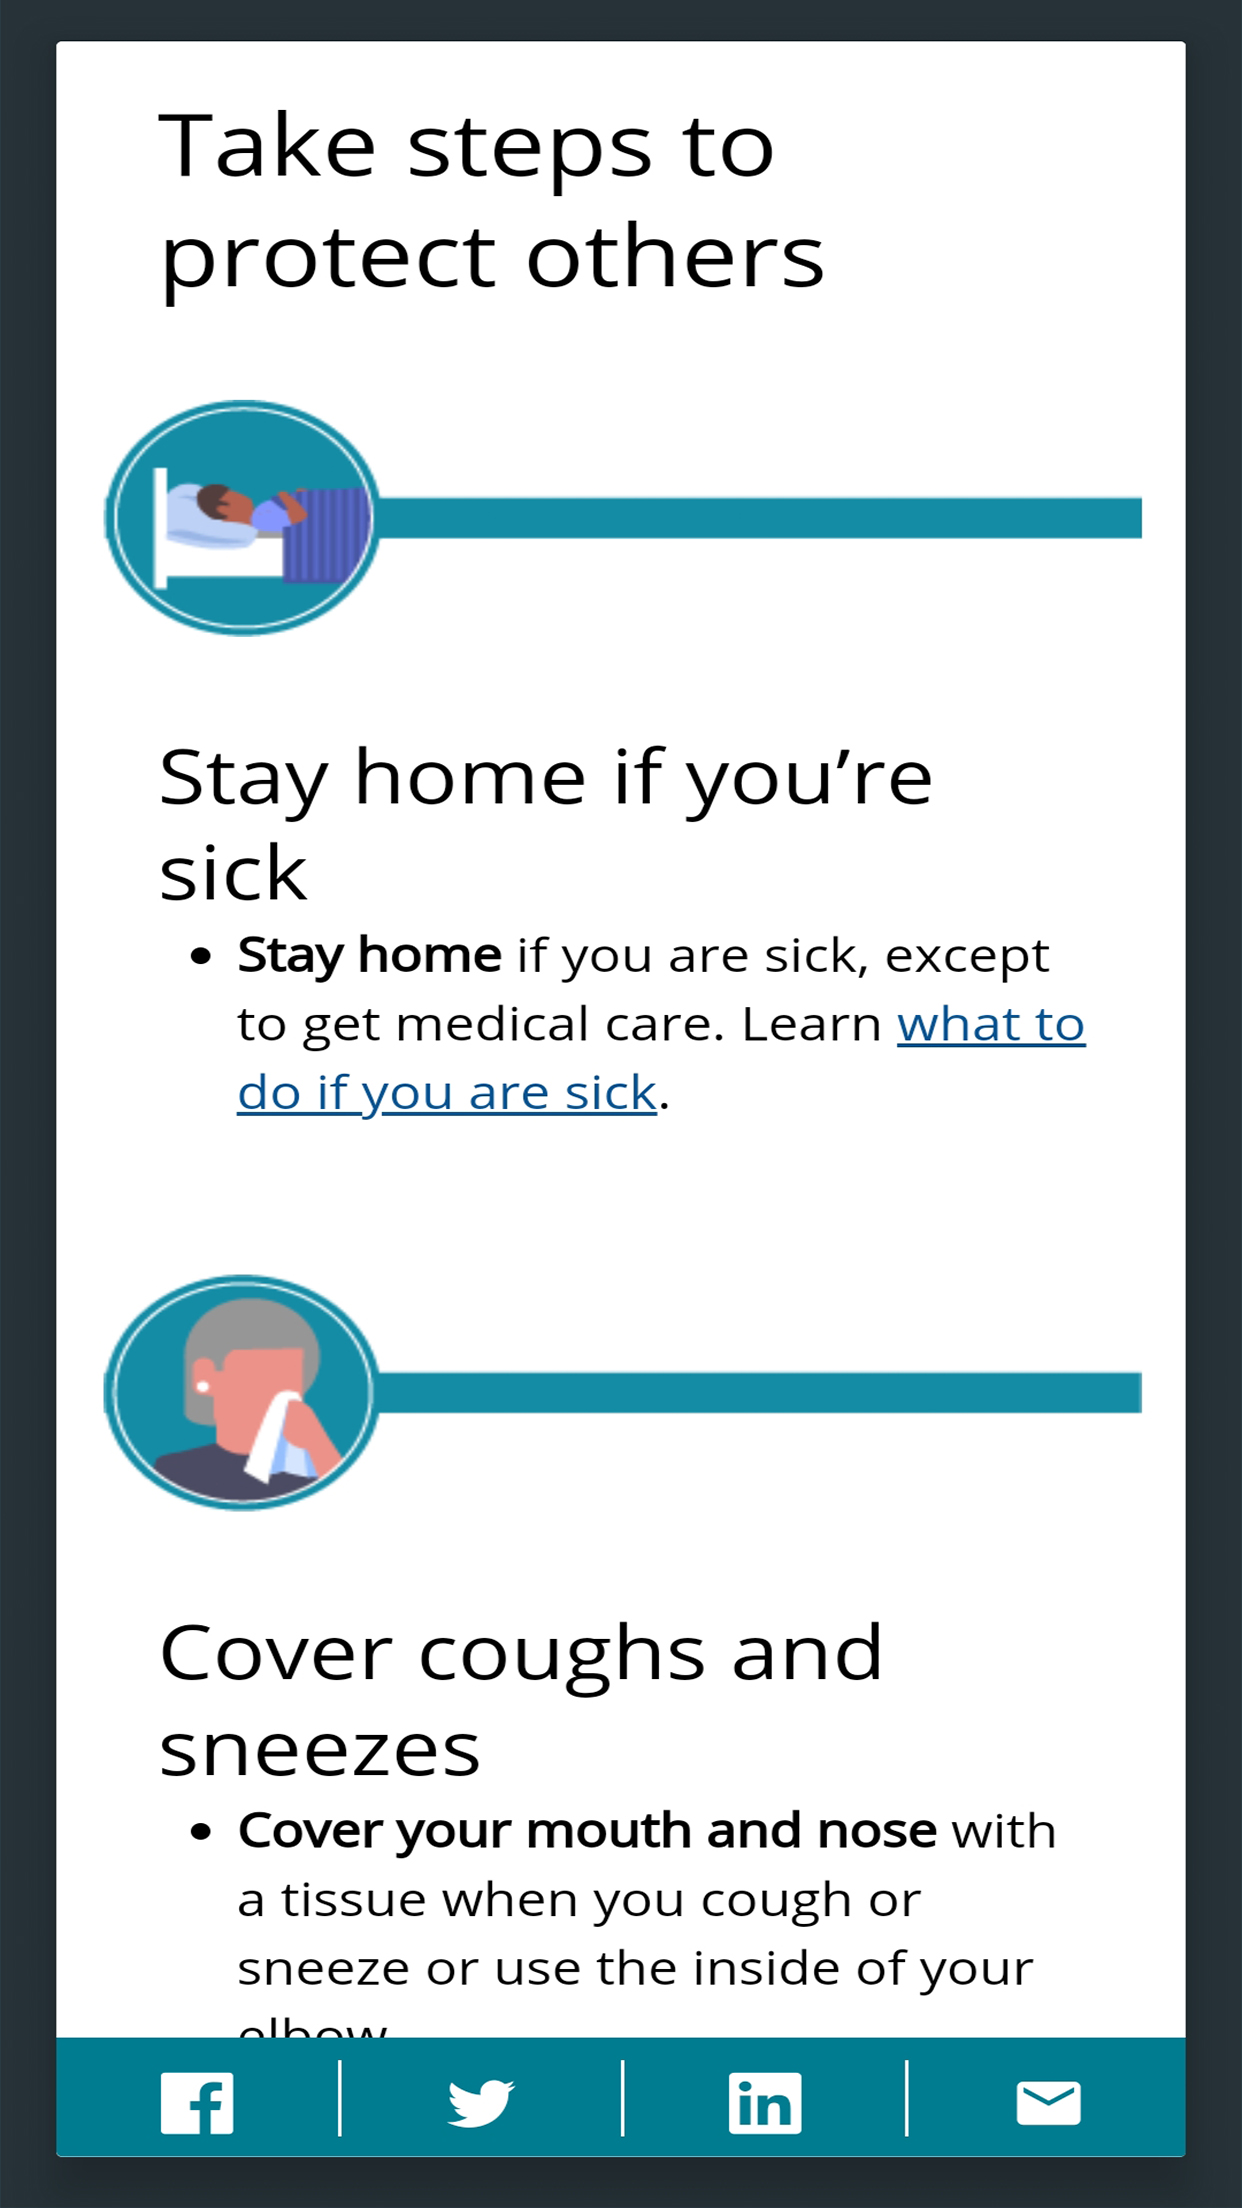 Take steps to
protect others
Stay home if you’re
sick
• Stay home if you are sick, except
to get medical care. Learn what to
do if you are sick.
Cover coughs and
sneezes
• Cover your mouth and nose with
a tissue when you cough or
sneeze or use the inside of your
elbow